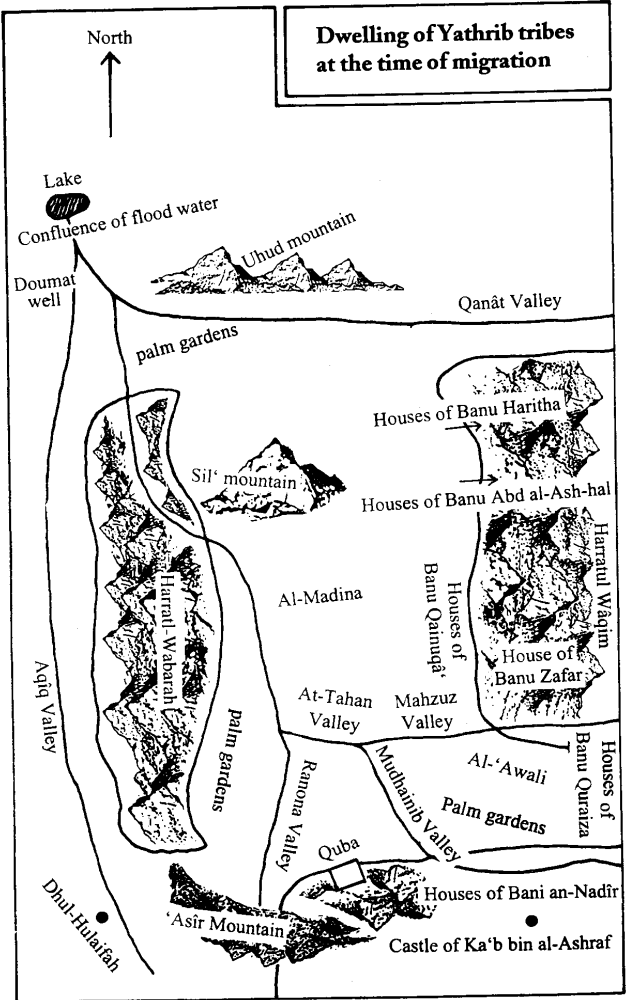 Dwelling of Yathrib tribes
at the time of migration
North
Lake
Confluence of flood water
Uhud mountain
Doumat
well
Qanât Valley
palm gardens
Houses of Banu Haritha
Sil‘ mountain
Houses of Banu Abd al-Ash-hal
Harratul Wâqim
Harratl-Wabarah
Al-Madina
Houses of
Banu Qainuqâ‘
House of
Banu Zafar
Aqîq Valley
At-Tahan
Valley
Mahzuz
Valley
palm gardens
Ranona Valley
Mudhainib Valley
Al-‘Awali
Palm gardens
Houses of
Banu Quraiza
Quba
Dhul-Hulaifah
‘Asîr Mountain
Houses of Bani an-Nadîr
Castle of Ka‘b bin al-Ashraf